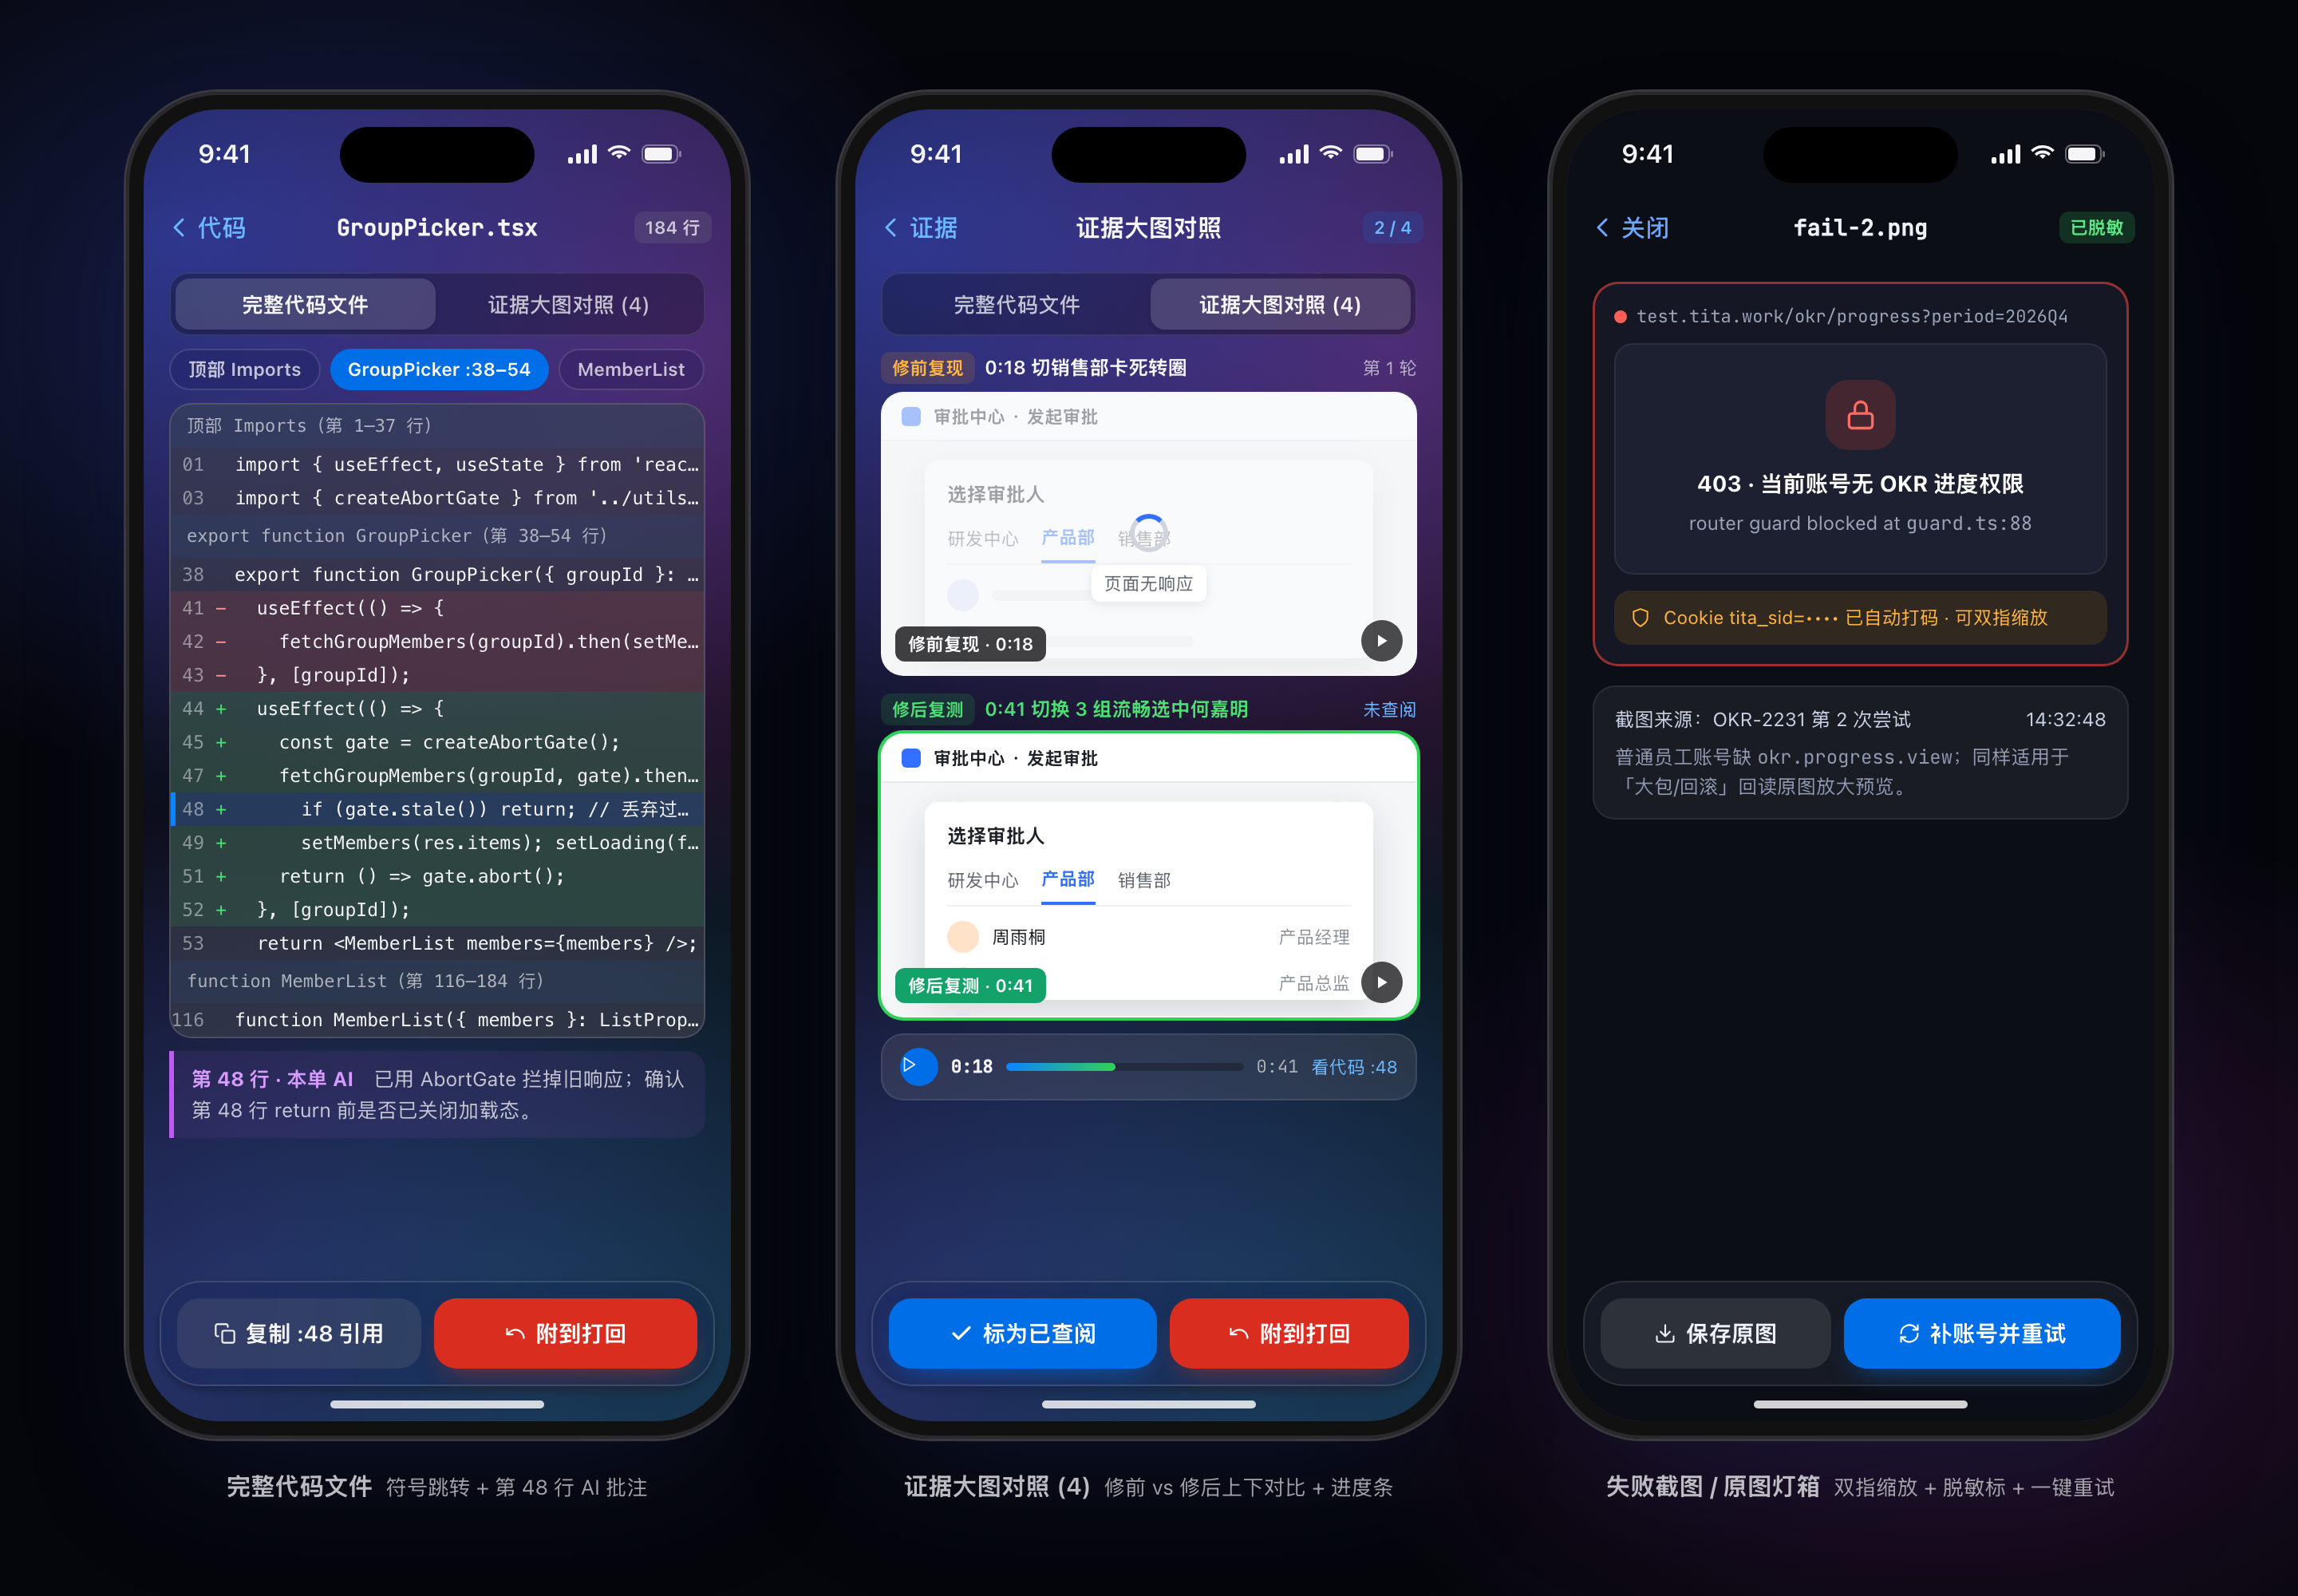 9:41
代码
GroupPicker.tsx
184 行
完整代码文件
证据大图对照 (4)
顶部 Imports
GroupPicker :38–54
MemberList
顶部 Imports (第 1–37 行)
01 import { useEffect, useState } from 'reac…
03 import { createAbortGate } from '../utils…
export function GroupPicker (第 38–54 行)
38 export function GroupPicker({ groupId }: …
41 − useEffect(() => {
42 − fetchGroupMembers(groupId).then(setMe…
43 − }, [groupId]);
44 + useEffect(() => {
45 + const gate = createAbortGate();
47 + fetchGroupMembers(groupId, gate).then…
48 + if (gate.stale()) return; // 丢弃过…
49 + setMembers(res.items); setLoading(f…
51 + return () => gate.abort();
52 + }, [groupId]);
53 return <MemberList members={members} />;
function MemberList (第 116–184 行)
116 function MemberList({ members }: ListProp…
第 48 行 · 本单 AI 已用 AbortGate 拦掉旧响应；确认
第 48 行 return 前是否已关闭加载态。
复制 :48 引用
附到打回
完整代码文件 符号跳转 + 第 48 行 AI 批注
9:41
证据
证据大图对照
2 / 4
完整代码文件
证据大图对照 (4)
修前复现 0:18 切销售部卡死转圈 第 1 轮
审批中心 · 发起审批
选择审批人
研发中心 产品部 销售部
页面无响应
修前复现 · 0:18
修后复测 0:41 切换 3 组流畅选中何嘉明 未查阅
审批中心 · 发起审批
选择审批人
研发中心 产品部 销售部
周雨桐 产品经理
产品总监
修后复测 · 0:41
0:18 0:41 看代码 :48
标为已查阅
附到打回
证据大图对照 (4) 修前 vs 修后上下对比 + 进度条
9:41
关闭
fail-2.png
已脱敏
test.tita.work/okr/progress?period=2026Q4
403 · 当前账号无 OKR 进度权限
router guard blocked at guard.ts:88
Cookie tita_sid=•••• 已自动打码 · 可双指缩放
截图来源：OKR-2231 第 2 次尝试 14:32:48
普通员工账号缺 okr.progress.view；同样适用于
「大包/回滚」回读原图放大预览。
保存原图
补账号并重试
失败截图 / 原图灯箱 双指缩放 + 脱敏标 + 一键重试